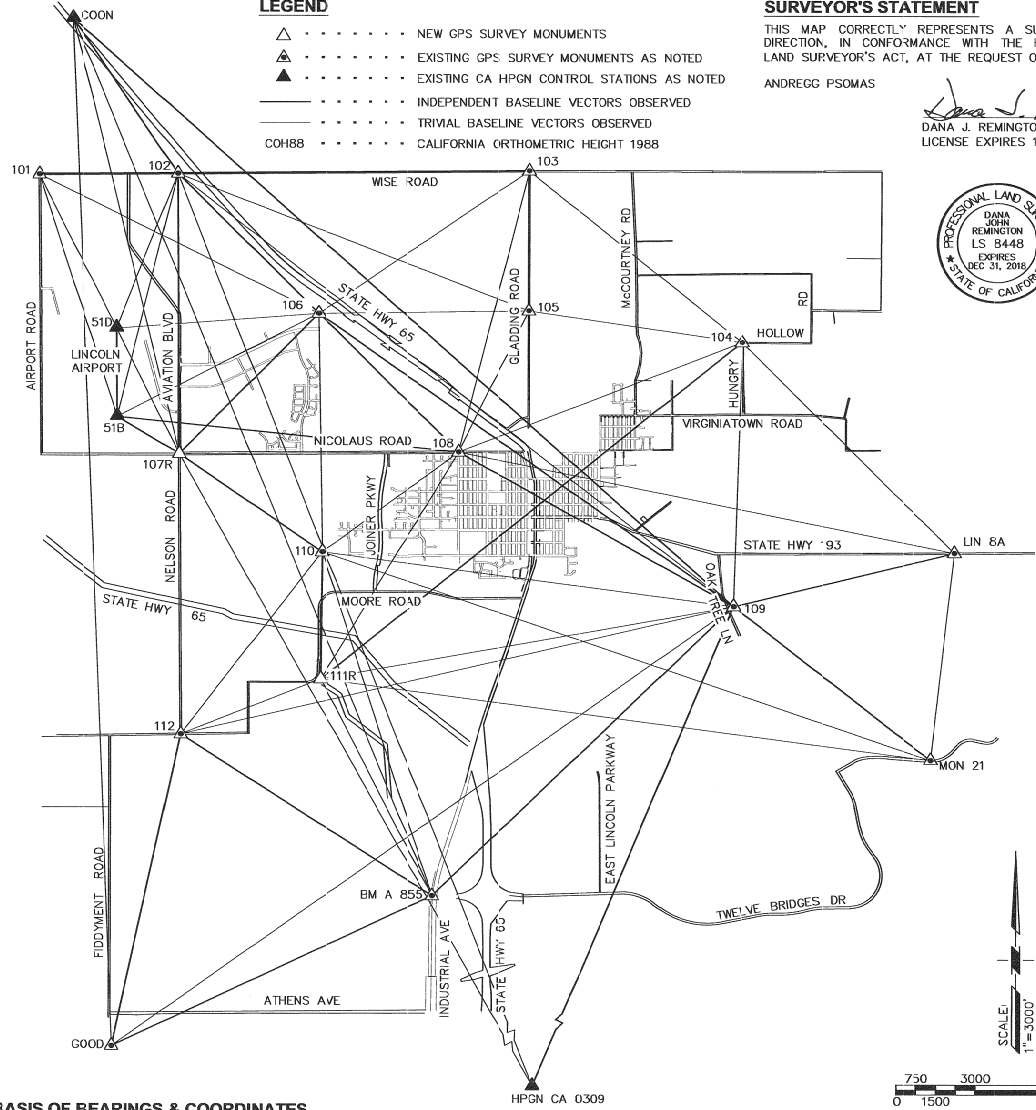 COON
LEGEND
NEW GPS SURVEY MONUMENTS
EXISTING GPS SURVEY MONUMENTS AS NOTED
EXISTING CA HPGN CONTROL STATIONS AS NOTED
INDEPENDENT BASELINE VECTORS OBSERVED
TRIVIAL BASELINE VECTORS OBSERVED
COH88 CALIFORNIA ORTHOMETRIC HEIGHT 1988
SURVEYOR'S STATEMENT
THIS MAP CORRECTLY REPRESENTS A
DIRECTION, IN CONFORMANCE WITH THE
LAND SURVEYOR'S ACT, AT THE REQUEST
ANDREGG PSOMAS
DANA J.
LICENSE EXPIRES
PROFESSIONAL LAND
DANA
JOHN
REMINGTON
LS 8448
EXPIRES
DEC 31, 2018
STATE OF
101
102
103
WISE ROAD
McCOURTNEY RD
STATE HWY 65
GLADDING ROAD
RD
106
105
51D
AIRPORT ROAD
LINCOLN
AIRPORT
AVIATION BLVD
104
HOLLOW
HUNGRY
51B
VIRGINIATOWN ROAD
NICOLAUS ROAD
108
107R
NELSON ROAD
JOINER PKWY
110
STATE HWY 193
LIN 8A
OAK TREE LN
STATE HWY 65
MOORE ROAD
109
111R
112
EAST LINCOLN PARKWAY
MON 21
FIDDYMENT ROAD
BM A 855
TWELVE BRIDGES DR
INDUSTRIAL AVE
STATE HWY 65
ATHENS AVE
GOOD
SCALE:
1"=3000'
HPGN CA 0309
750 3000
0 1500
BASIS OF BEARINGS & COORDINATES